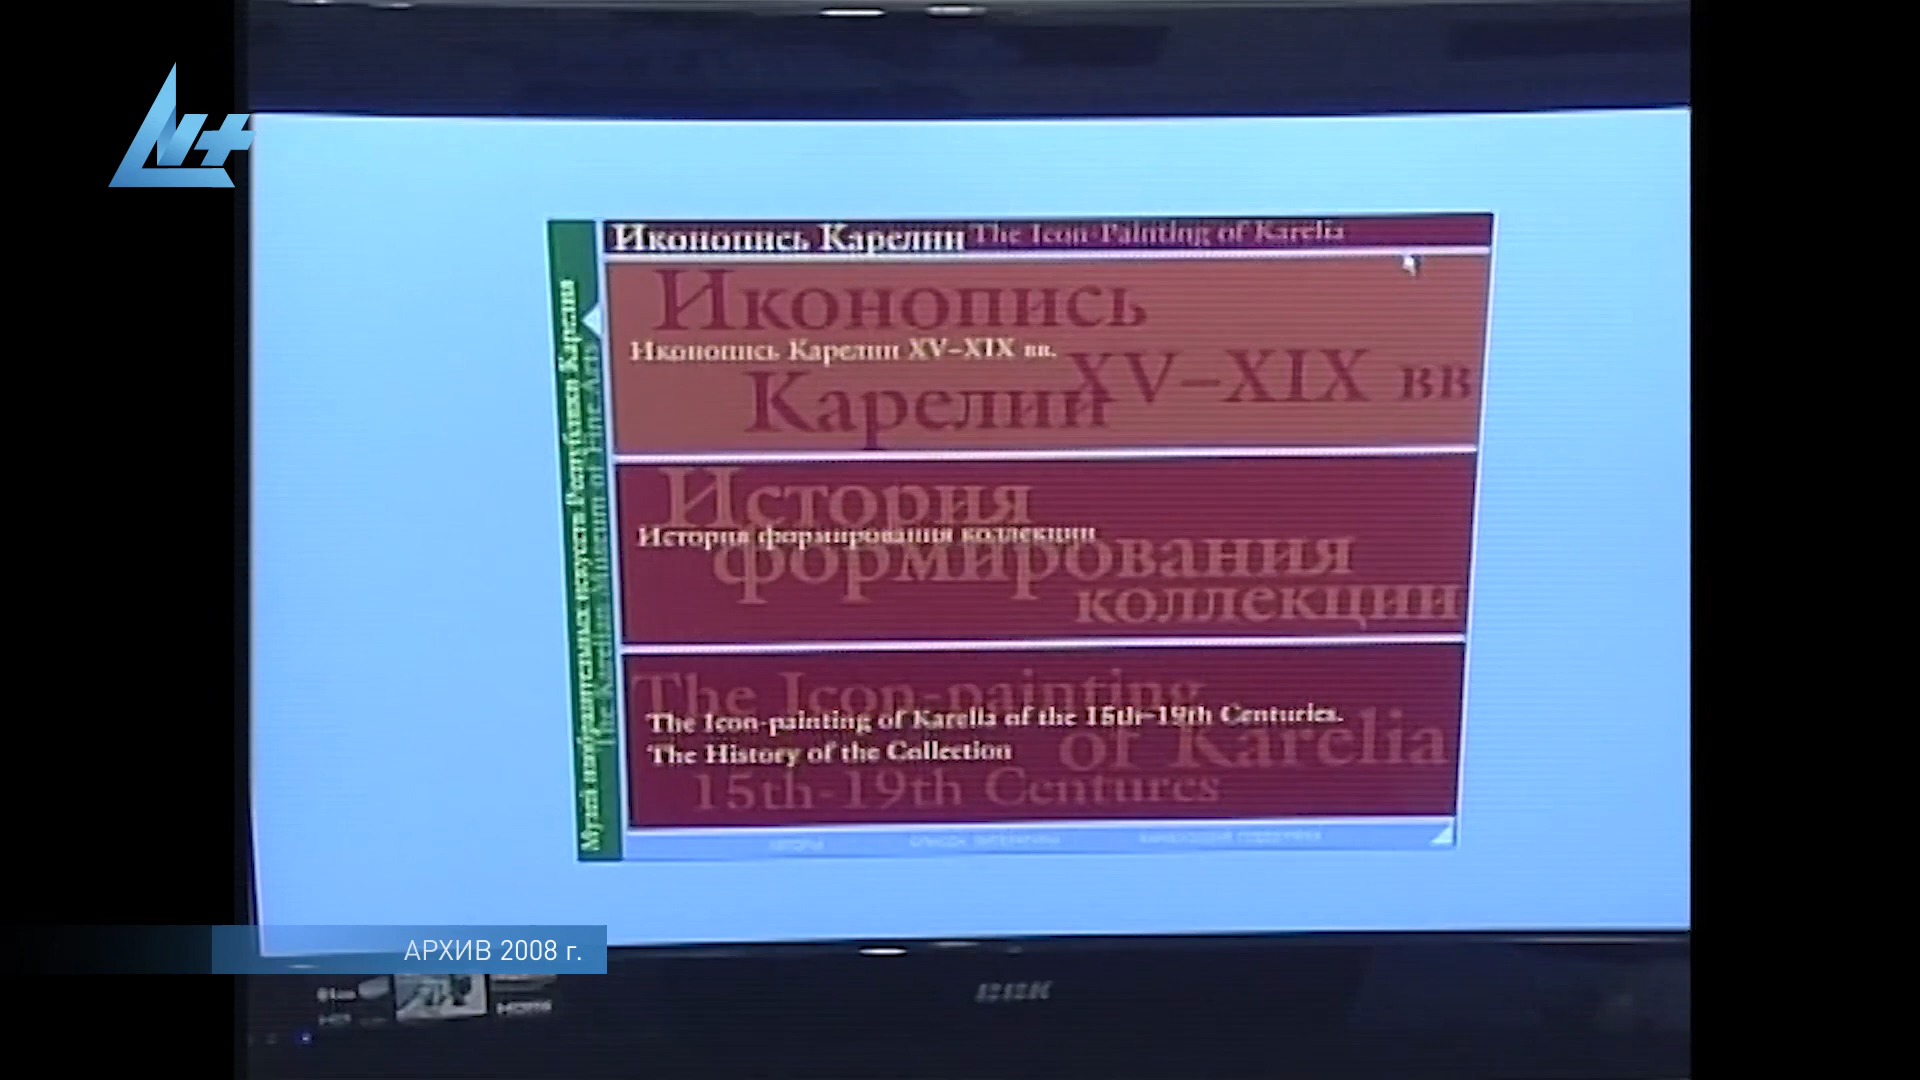 Иконопись Карелии The Icon-Painting of Karelia
Иконопись
Карелии
XV–XIX вв
Иконопись Карелии XV–XIX вв.
История
формирования
коллекции
История формирования коллекции
The Icon-painting
of Karelia
15th-19th Centures
The Icon-painting of Karelia of the 15th–19th Centuries.
The History of the Collection
Музей изобразительных искусств Республики Карелия
The Karelian Museum of Fine Arts
АРХИВ 2008 г.
BBK